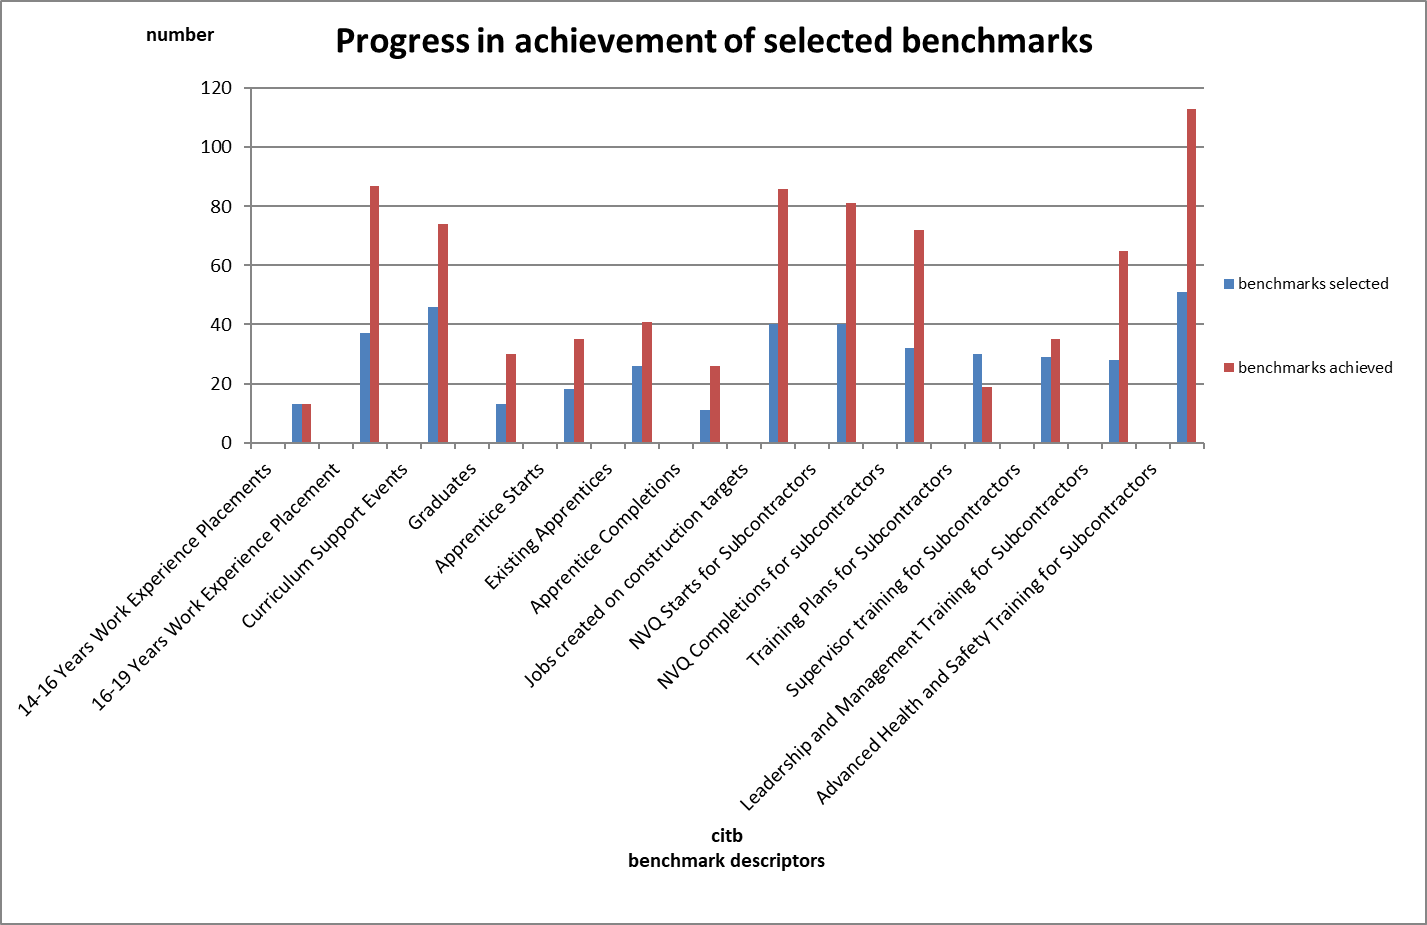 number
Progress in achievement of selected benchmarks
120
100
80
60
40
20
0
benchmarks selected
benchmarks achieved
14-16 Years Work Experience Placements
16-19 Years Work Experience Placement
Curriculum Support Events
Graduates
Apprentice Starts
Existing Apprentices
Apprentice Completions
Jobs created on construction targets
NVQ Starts for Subcontractors
NVQ Completions for subcontractors
Training Plans for Subcontractors
Supervisor training for Subcontractors
Leadership and Management Training for Subcontractors
Advanced Health and Safety Training for Subcontractors
citb
benchmark descriptors